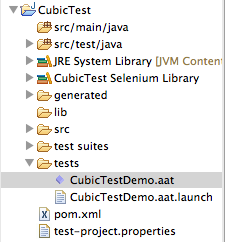 CubicTest
src/main/java
src/test/java
JRE System Library [JVM Conten
CubicTest Selenium Library
generated
lib
src
test suites
tests
CubicTestDemo.aat
CubicTestDemo.aat.launch
pom.xml
test-project.properties